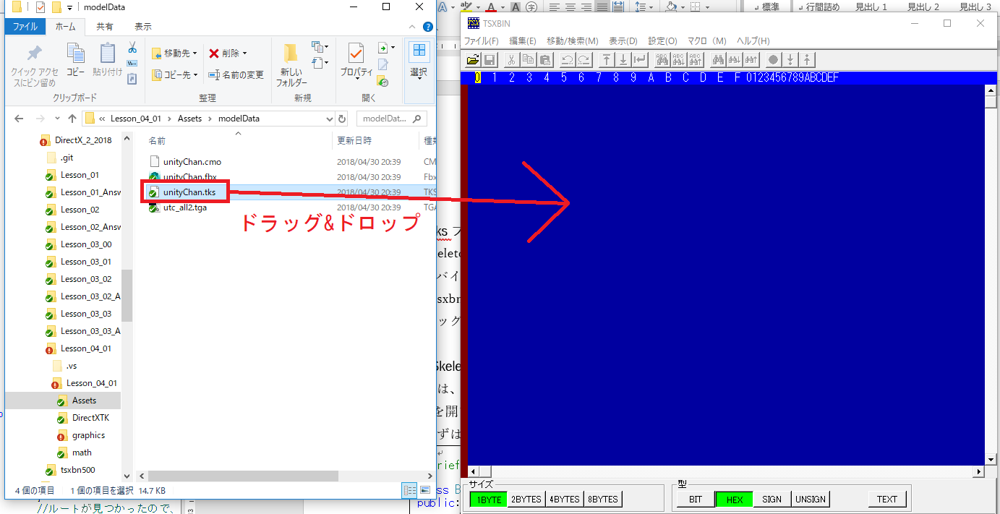 modelData
ファイル ホーム 共有 表示
クイック アクセスにピン留め
コピー
貼り付け
移動先
コピー先
削除
名前の変更
新しいフォルダー
プロパティ
選択
クリップボード 整理 新規 開く
« Lesson_04_01 > Assets > modelData
modelDat...
DirectX_2_2018
.git
Lesson_01
Lesson_01_Answ
Lesson_02
Lesson_02_Answ
Lesson_03_00
Lesson_03_01
Lesson_03_02
Lesson_03_02_A
Lesson_03_03
Lesson_03_03_A
Lesson_04_01
.vs
Lesson_04_01
Assets
DirectXTK
graphics
math
tsxbn500
名前 更新日時 種類
unityChan.cmo 2018/04/30 20:39 CM
unityChan.fbx 2018/04/30 20:39 Fbx
unityChan.tks 2018/04/30 20:39 TKS
utc_all2.tga 2018/04/30 20:39 TGA
ドラッグ&ドロップ
4 個の項目 1 個の項目を選択 14.7 KB
//ルートが見つかったので、
標準 行間詰め 見出し 1 見出し 2 見出し 3
ks フ
eleto
バイ
sxbn
ッグ
Skele
は、
を開
ずは
rief
ss B
public:
TSXBIN
ファイル(F) 編集(E) 移動/検索(M) 表示(D) 設定(O) マクロ（M) ヘルプ(H)
0 1 2 3 4 5 6 7 8 9 A B C D E F 0123456789ABCDEF
サイズ
1BYTE 2BYTES 4BYTES 8BYTES
型
BIT HEX SIGN UNSIGN TEXT